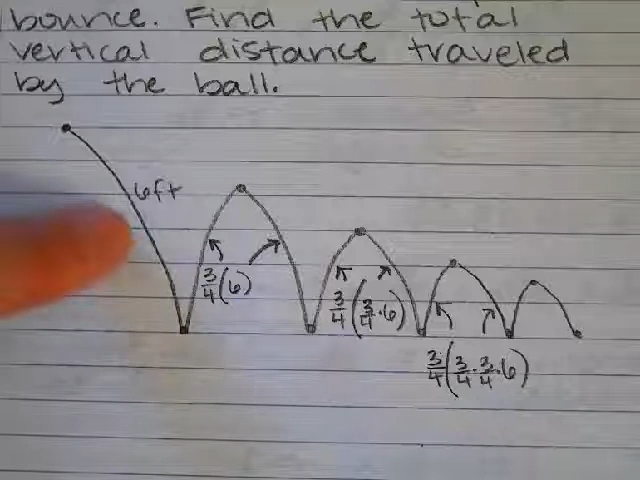 bounce. Find the total
vertical distance traveled
by the ball.
6ft
3/4(6)
3/4(3/4·6)
3/4(3/4·3/4·6)